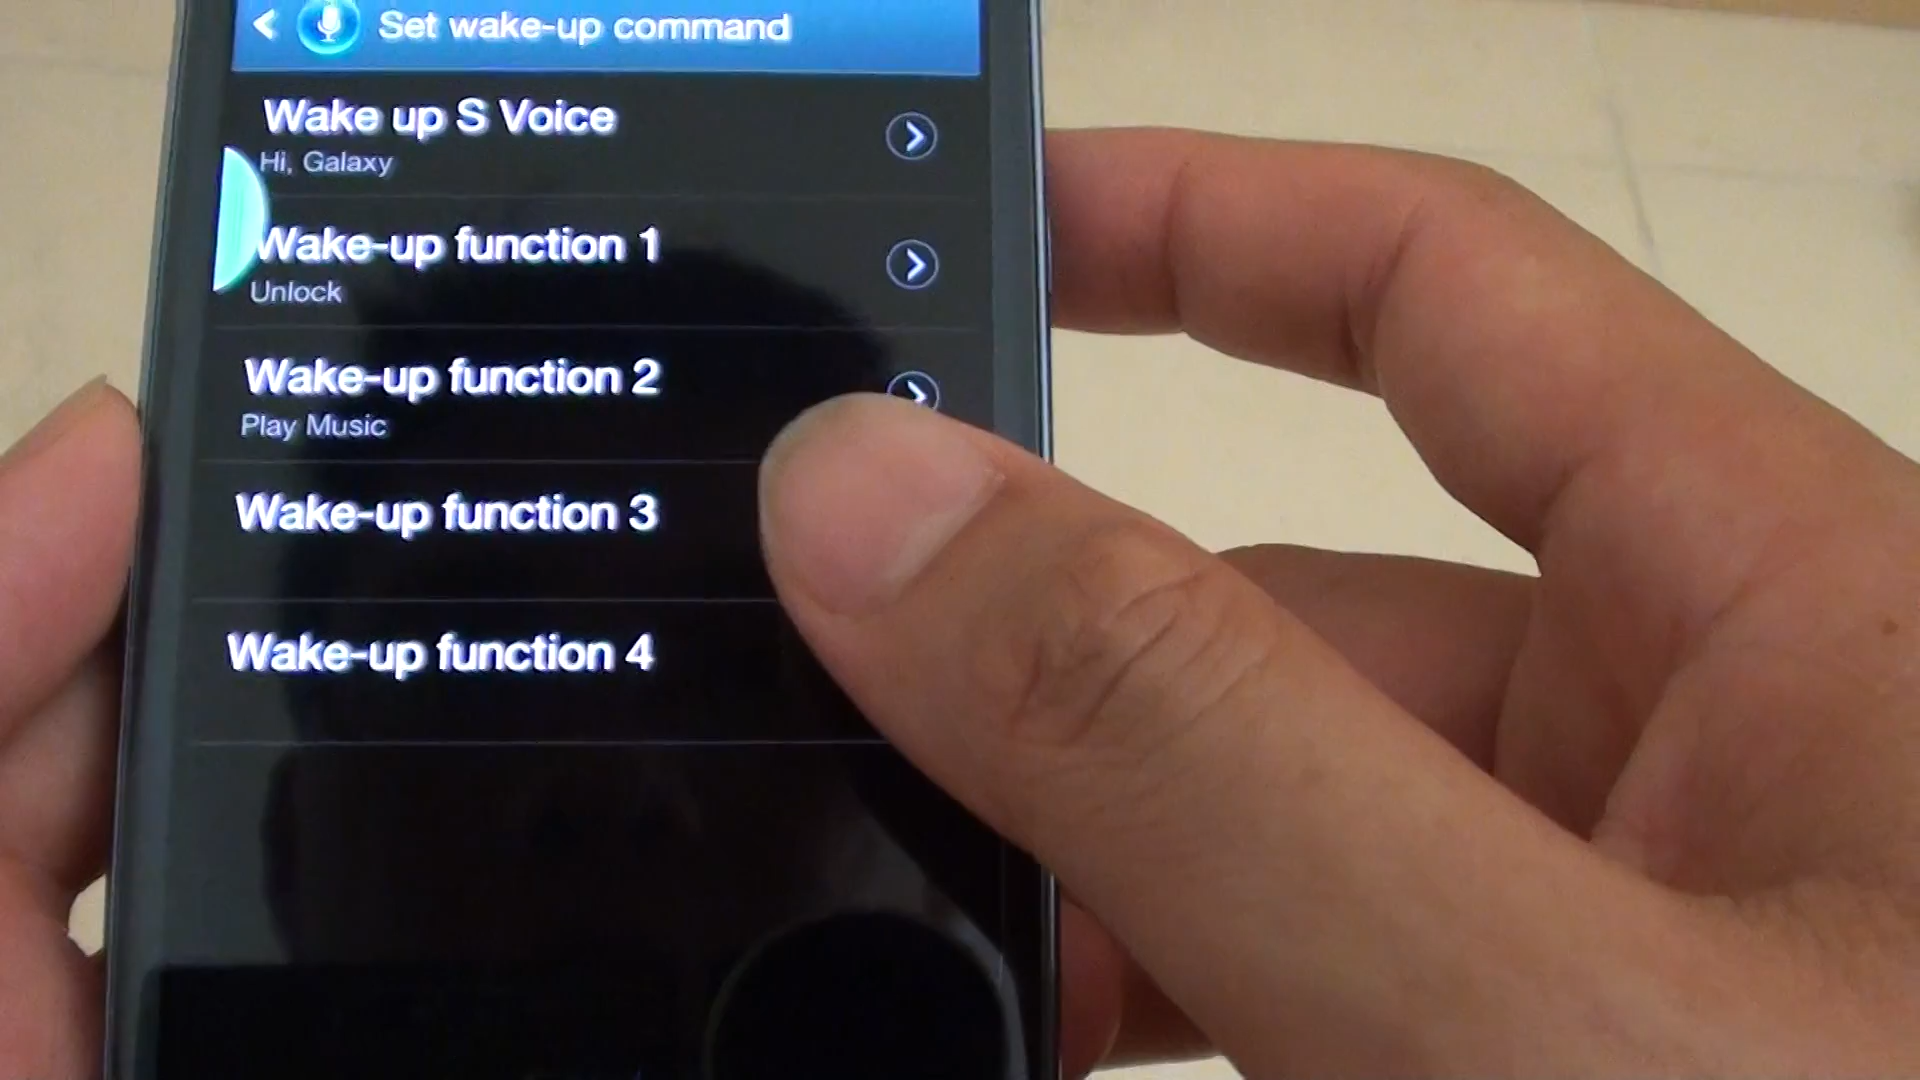 Set wake-up command
Wake up S Voice
Hi, Galaxy
Wake-up function 1
Unlock
Wake-up function 2
Play Music
Wake-up function 3
Wake-up function 4